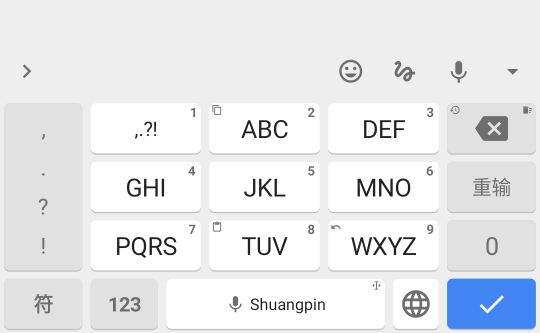 , ,.?! 1 ABC 2 DEF 3
. GHI 4 JKL 5 MNO 6 重输
?
! PQRS 7 TUV 8 WXYZ 9 0
符 123 Shuangpin